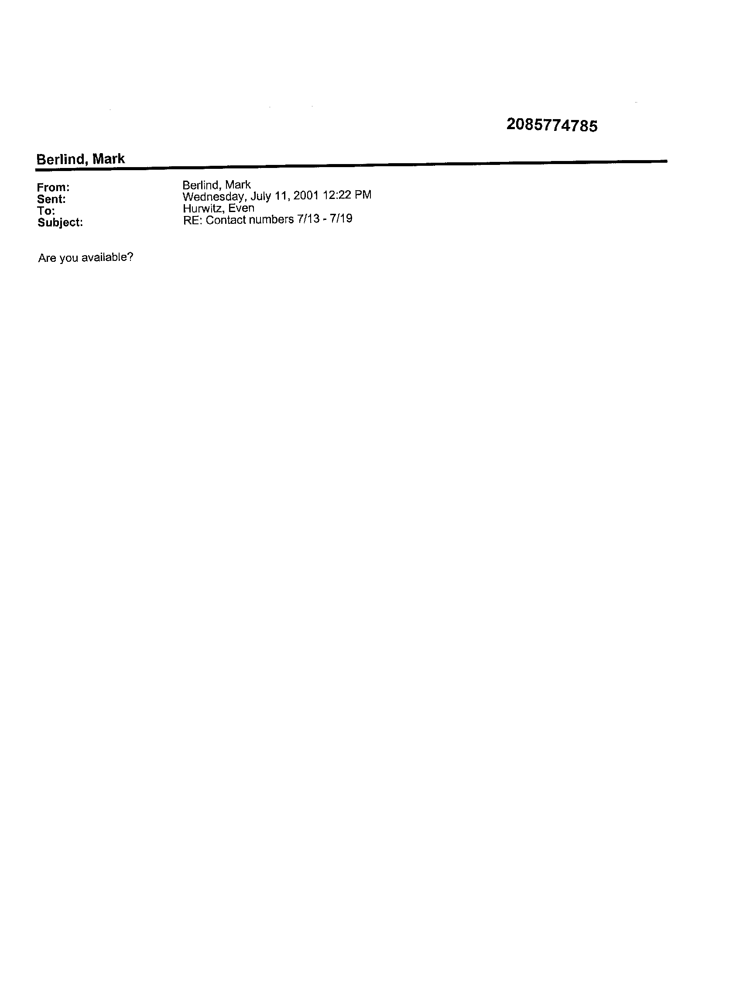 2085774785
Berlind, Mark
From: Berlind, Mark
Sent: Wednesday, July 11, 2001 12:22 PM
To: Hurwitz, Even
Subject: RE: Contact numbers 7/13 - 7/19
Are you available?